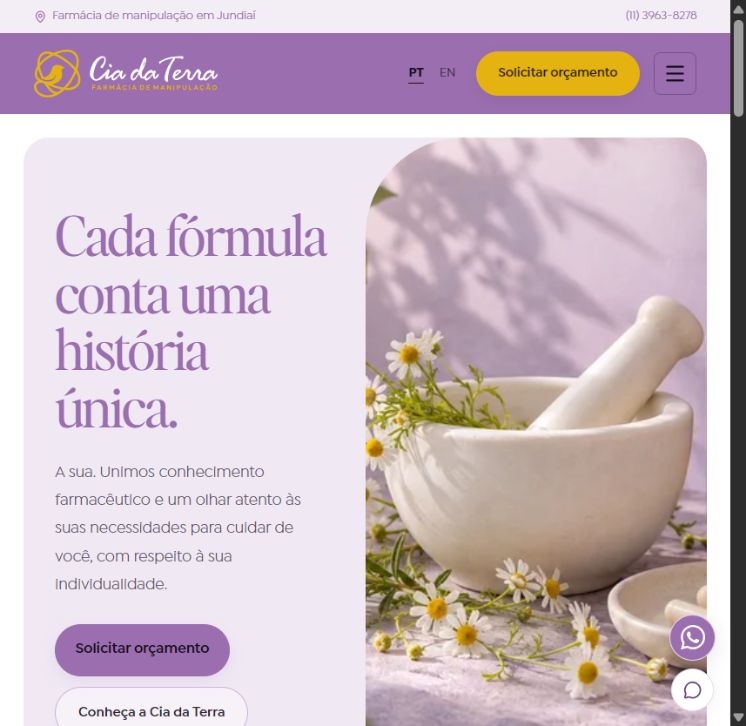 Farmácia de manipulação em Jundiaí
(11) 3963-8278
Cia da Terra
FARMÁCIA DE MANIPULAÇÃO
PT
EN
Solicitar orçamento
Cada fórmula
conta uma
história
única.
A sua. Unimos conhecimento
farmacêutico e um olhar atento às
suas necessidades para cuidar de
você, com respeito à sua
individualidade.
Solicitar orçamento
Conheça a Cia da Terra